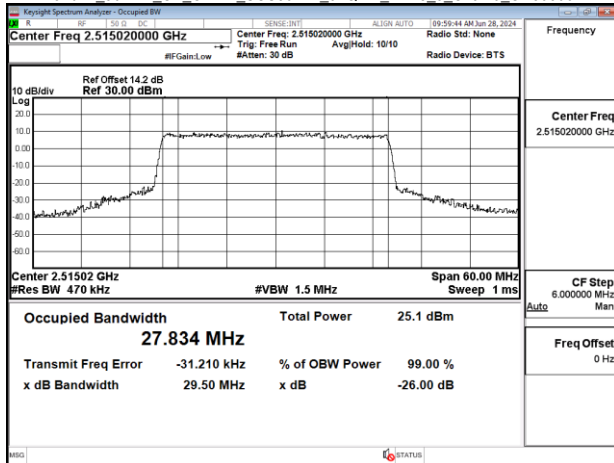 Keysight Spectrum Analyzer - Occupied BW
R RF 50 Ω DC SENSE:INT ALIGN AUTO 09:59:44 AM Jun 28, 2024
Center Freq 2.515020000 GHz Center Freq: 2.515020000 GHz Radio Std: None
Trig: Free Run Avg|Hold: 10/10
#IFGain:Low #Atten: 30 dB Radio Device: BTS
Frequency
Ref Offset 14.2 dB
10 dB/div Ref 30.00 dBm
Log
20.0
10.0
0.00
-10.0
-20.0
-30.0
-40.0
-50.0
-60.0
Center Freq
2.515020000 GHz
Center 2.51502 GHz Span 60.00 MHz
#Res BW 470 kHz #VBW 1.5 MHz Sweep 1 ms
CF Step
6.000000 MHz
Auto Man
Occupied Bandwidth Total Power 25.1 dBm
27.834 MHz
Transmit Freq Error -31.210 kHz % of OBW Power 99.00 %
x dB Bandwidth 29.50 MHz x dB -26.00 dB
Freq Offset
0 Hz
MSG STATUS